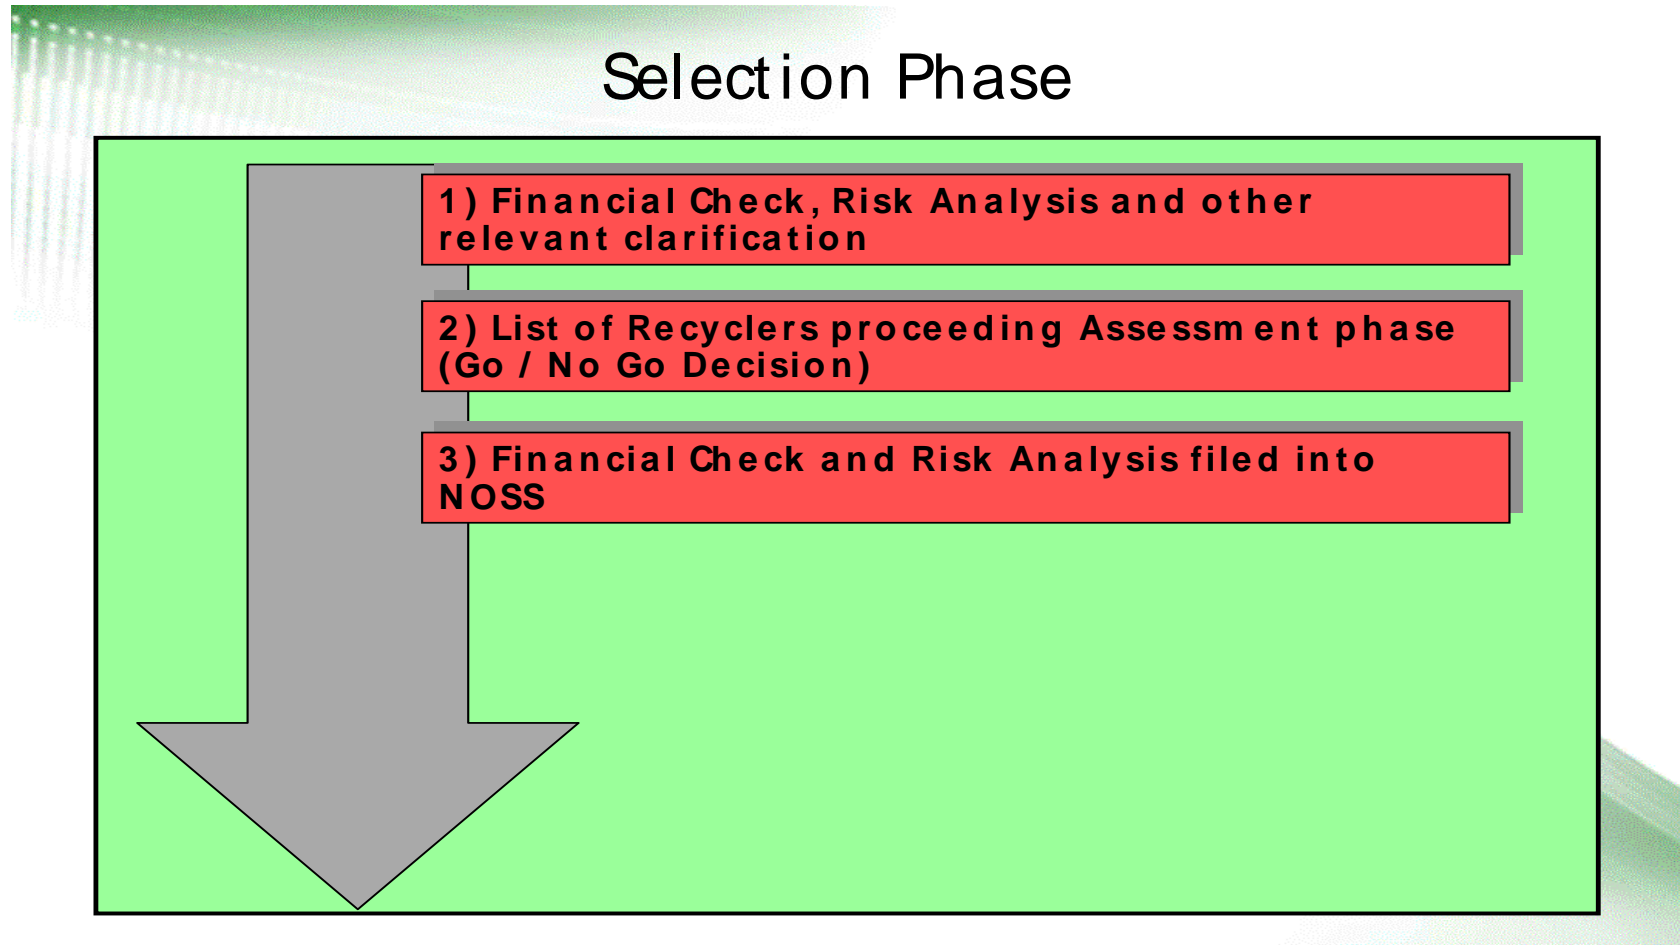 Selection Phase
1) Financial Check, Risk Analysis and other
relevant clarification
2) List of Recyclers proceeding Assessment phase
(Go / No Go Decision)
3) Financial Check and Risk Analysis filed into
NOSS